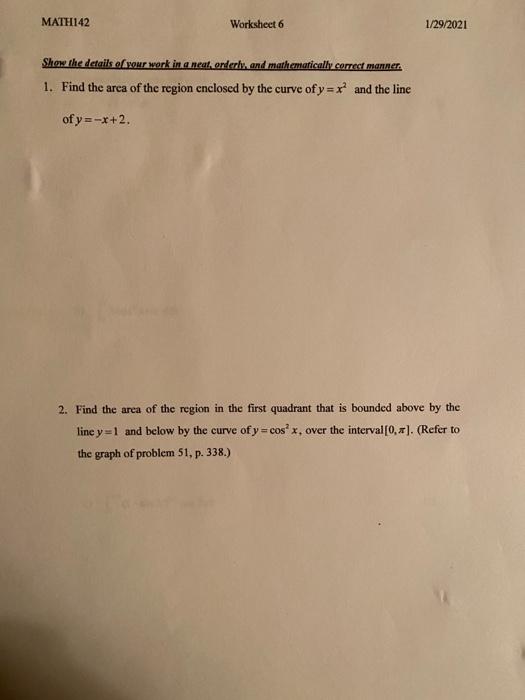 MATH142 Worksheet 6 1/29/2021
Show the details of your work in a neat, orderly, and mathematically correct manner.
1. Find the area of the region enclosed by the curve of y = x² and the line
of y = −x + 2.
2. Find the area of the region in the first quadrant that is bounded above by the
line y = 1 and below by the curve of y = cos² x, over the interval [0, π]. (Refer to
the graph of problem 51, p. 338.)